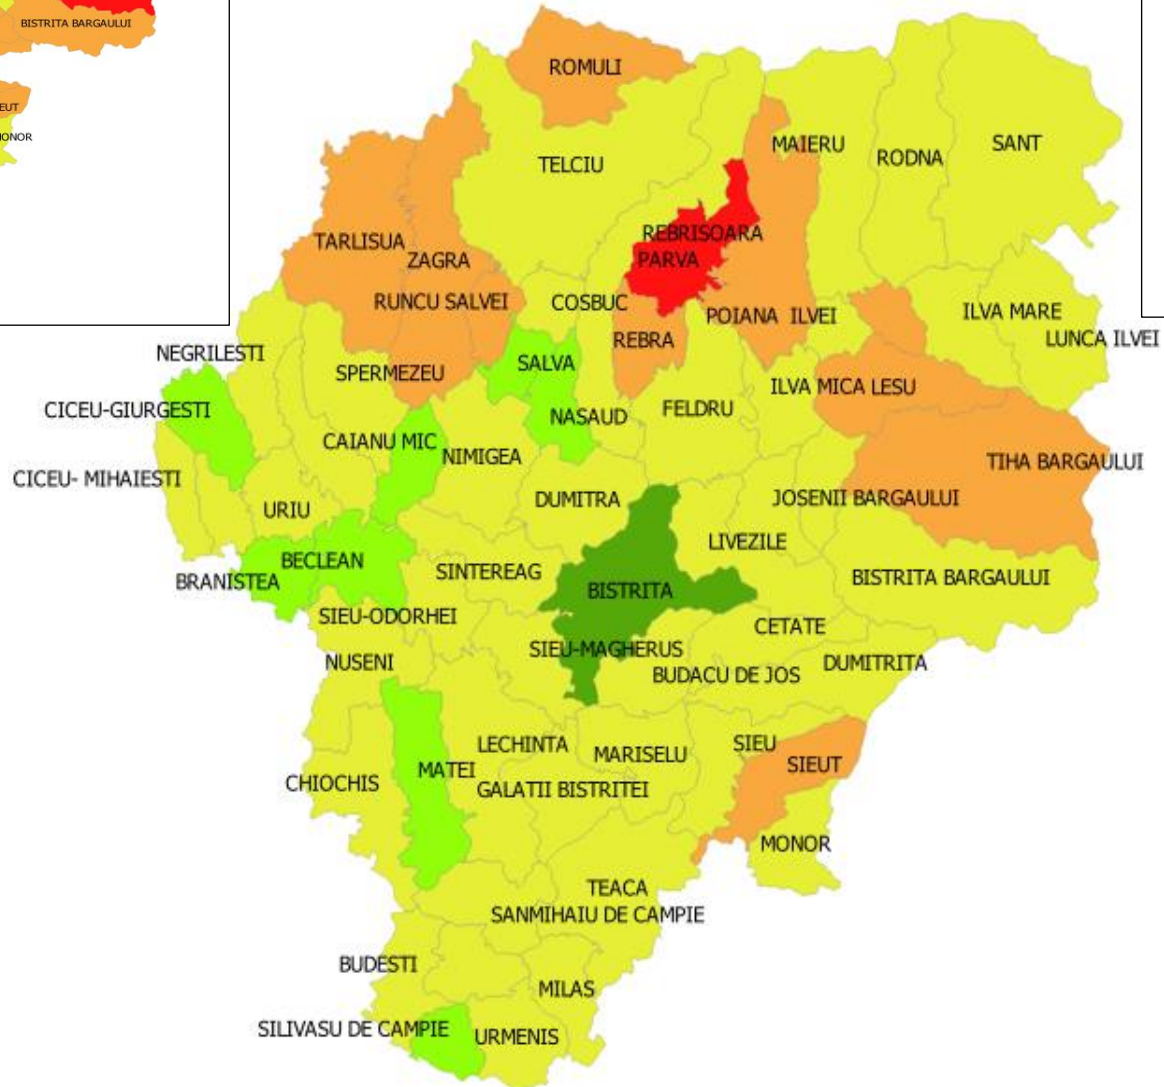 BISTRITA BARGAULUI
EUT
ONOR
ROMULI
MAIERU
SANT
RODNA
TELCIU
REBRISOARA
TARLISUA
PARVA
ZAGRA
RUNCU SALVEI
COSBUC
POIANA ILVEI
ILVA MARE
REBRA
LUNCA ILVEI
NEGRILESTI
SALVA
SPERMEZEU
ILVA MICA
LESU
CICEU-GIURGESTI
NASAUD
FELDRU
CAIANU MIC
NIMIGEA
TIHA BARGAULUI
CICEU- MIHAIESTI
DUMITRA
JOSENII BARGAULUI
URIU
LIVEZILE
BECLEAN
SINTEREAG
BRANISTEA
BISTRITA
BISTRITA BARGAULUI
SIEU-ODORHEI
CETATE
SIEU-MAGHERUS
NUSENI
DUMITRITA
BUDACU DE JOS
LECHINTA
SIEU
MARISELU
SIEUT
MATEI
CHIOCHIS
GALATII BISTRITEI
MONOR
TEACA
SANMIHAIU DE CAMPIE
BUDESTI
MILAS
SILIVASU DE CAMPIE
URMENIS